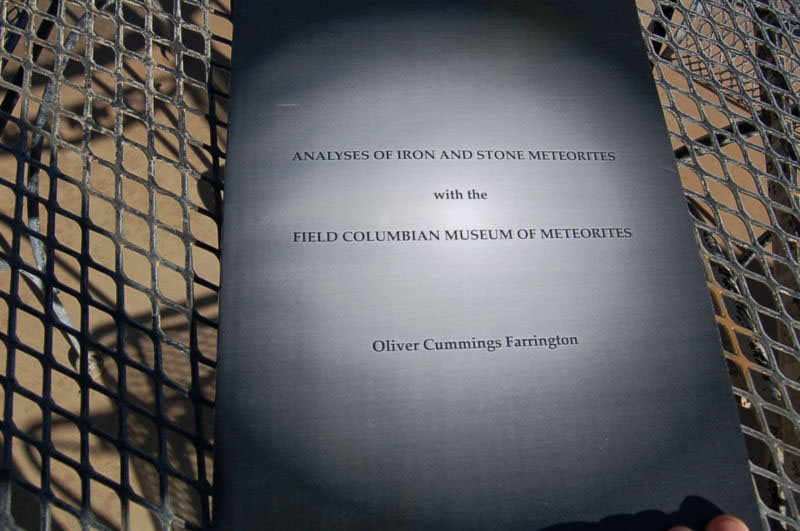 ANALYSES OF IRON AND STONE METEORITES
with the
FIELD COLUMBIAN MUSEUM OF METEORITES
Oliver Cummings Farrington